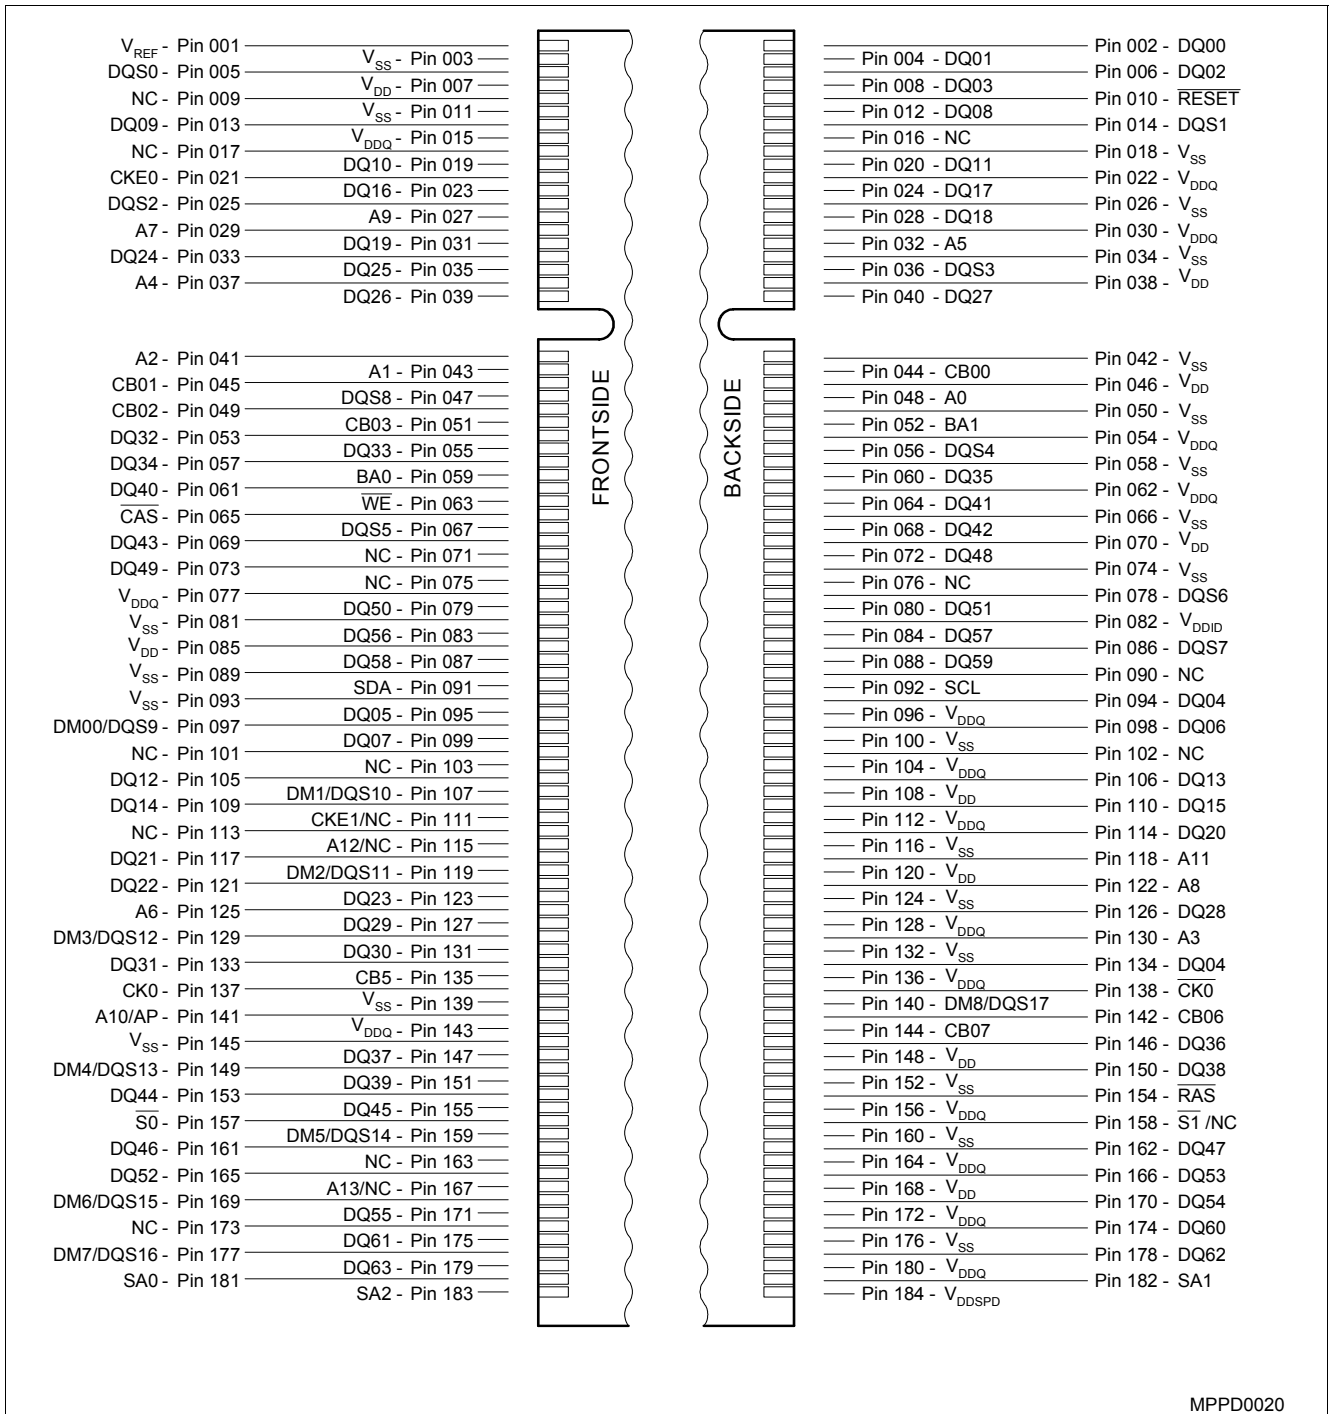 VREF - Pin 001
VSS - Pin 003
DQS0 - Pin 005
VDD - Pin 007
NC - Pin 009
VSS - Pin 011
DQ09 - Pin 013
VDDQ - Pin 015
NC - Pin 017
DQ10 - Pin 019
CKE0 - Pin 021
DQ16 - Pin 023
DQS2 - Pin 025
A9 - Pin 027
A7 - Pin 029
DQ19 - Pin 031
DQ24 - Pin 033
DQ25 - Pin 035
A4 - Pin 037
DQ26 - Pin 039
Pin 002 - DQ00
Pin 004 - DQ01
Pin 006 - DQ02
Pin 008 - DQ03
Pin 010 - RESET
Pin 012 - DQ08
Pin 014 - DQS1
Pin 016 - NC
Pin 018 - VSS
Pin 020 - DQ11
Pin 022 - VDDQ
Pin 024 - DQ17
Pin 026 - VSS
Pin 028 - DQ18
Pin 030 - VDDQ
Pin 032 - A5
Pin 034 - VSS
Pin 036 - DQS3
Pin 038 - VDD
Pin 040 - DQ27
A2 - Pin 041
A1 - Pin 043
CB01 - Pin 045
DQS8 - Pin 047
CB02 - Pin 049
CB03 - Pin 051
DQ32 - Pin 053
DQ33 - Pin 055
DQ34 - Pin 057
BA0 - Pin 059
DQ40 - Pin 061
WE - Pin 063
CAS - Pin 065
DQS5 - Pin 067
DQ43 - Pin 069
NC - Pin 071
DQ49 - Pin 073
NC - Pin 075
VDDQ - Pin 077
DQ50 - Pin 079
VSS - Pin 081
DQ56 - Pin 083
VDD - Pin 085
DQ58 - Pin 087
VSS - Pin 089
SDA - Pin 091
VSS - Pin 093
DQ05 - Pin 095
DM00/DQS9 - Pin 097
DQ07 - Pin 099
NC - Pin 101
NC - Pin 103
DQ12 - Pin 105
DM1/DQS10 - Pin 107
DQ14 - Pin 109
CKE1/NC - Pin 111
NC - Pin 113
A12/NC - Pin 115
DQ21 - Pin 117
DM2/DQS11 - Pin 119
DQ22 - Pin 121
DQ23 - Pin 123
A6 - Pin 125
DQ29 - Pin 127
DM3/DQS12 - Pin 129
DQ30 - Pin 131
DQ31 - Pin 133
CB5 - Pin 135
CK0 - Pin 137
VSS - Pin 139
A10/AP - Pin 141
VDDQ - Pin 143
VSS - Pin 145
DQ37 - Pin 147
DM4/DQS13 - Pin 149
DQ39 - Pin 151
DQ44 - Pin 153
DQ45 - Pin 155
S0 - Pin 157
DM5/DQS14 - Pin 159
DQ46 - Pin 161
NC - Pin 163
DQ52 - Pin 165
A13/NC - Pin 167
DM6/DQS15 - Pin 169
DQ55 - Pin 171
NC - Pin 173
DQ61 - Pin 175
DM7/DQS16 - Pin 177
DQ63 - Pin 179
SA0 - Pin 181
SA2 - Pin 183
FRONTSIDE
BACKSIDE
Pin 042 - VSS
Pin 044 - CB00
Pin 046 - VDD
Pin 048 - A0
Pin 050 - VSS
Pin 052 - BA1
Pin 054 - VDDQ
Pin 056 - DQS4
Pin 058 - VSS
Pin 060 - DQ35
Pin 062 - VDDQ
Pin 064 - DQ41
Pin 066 - VSS
Pin 068 - DQ42
Pin 070 - VDD
Pin 072 - DQ48
Pin 074 - VSS
Pin 076 - NC
Pin 078 - DQS6
Pin 080 - DQ51
Pin 082 - VDDID
Pin 084 - DQ57
Pin 086 - DQS7
Pin 088 - DQ59
Pin 090 - NC
Pin 092 - SCL
Pin 094 - DQ04
Pin 096 - VDDQ
Pin 098 - DQ06
Pin 100 - VSS
Pin 102 - NC
Pin 104 - VDDQ
Pin 106 - DQ13
Pin 108 - VDD
Pin 110 - DQ15
Pin 112 - VDDQ
Pin 114 - DQ20
Pin 116 - VSS
Pin 118 - A11
Pin 120 - VDD
Pin 122 - A8
Pin 124 - VSS
Pin 126 - DQ28
Pin 128 - VDDQ
Pin 130 - A3
Pin 132 - VSS
Pin 134 - DQ04
Pin 136 - VDDQ
Pin 138 - CK0
Pin 140 - DM8/DQS17
Pin 142 - CB06
Pin 144 - CB07
Pin 146 - DQ36
Pin 148 - VDD
Pin 150 - DQ38
Pin 152 - VSS
Pin 154 - RAS
Pin 156 - VDDQ
Pin 158 - S1 /NC
Pin 160 - VSS
Pin 162 - DQ47
Pin 164 - VDDQ
Pin 166 - DQ53
Pin 168 - VDD
Pin 170 - DQ54
Pin 172 - VDDQ
Pin 174 - DQ60
Pin 176 - VSS
Pin 178 - DQ62
Pin 180 - VDDQ
Pin 182 - SA1
Pin 184 - VDDSPD
MPPD0020